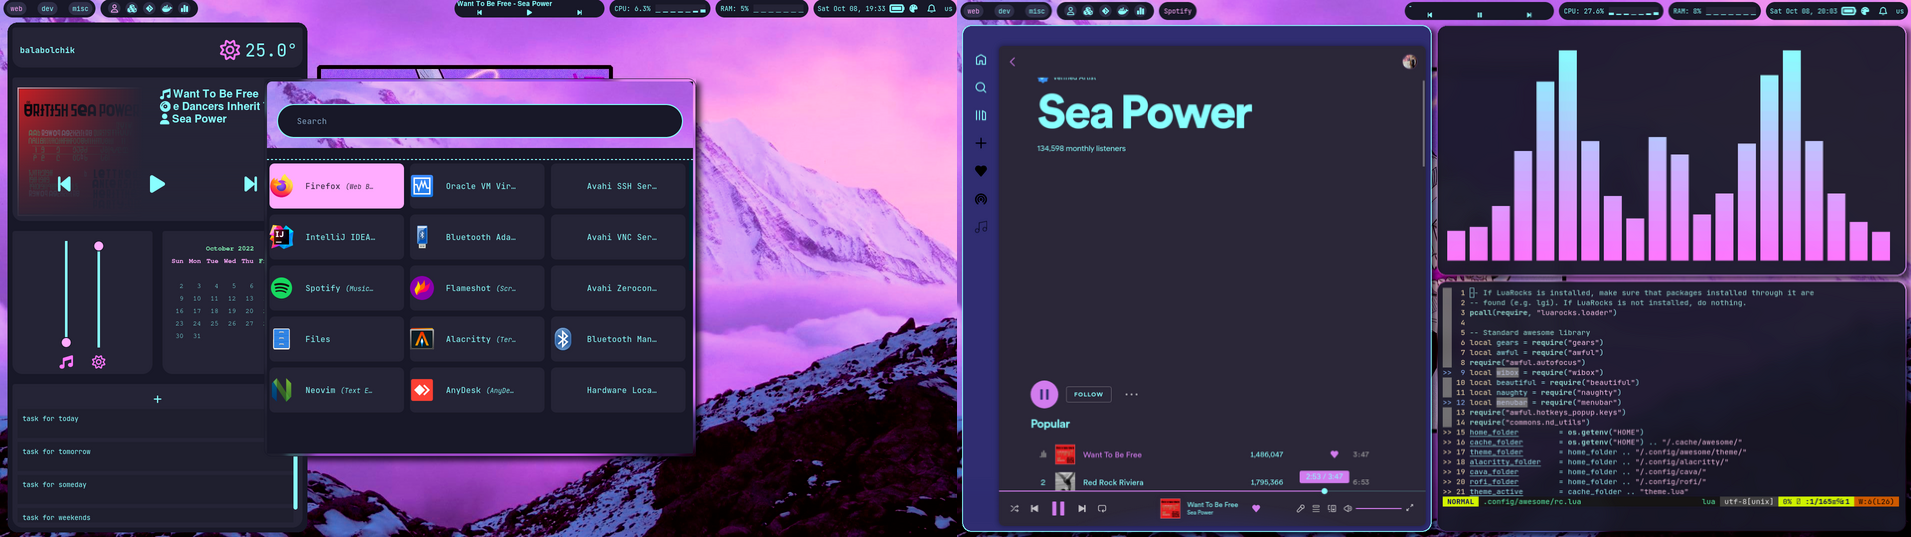 web dev misc
Want To Be Free - Sea Power
CPU: 6.3%
RAM: 5%
Sat Oct 08, 19:33
us
balabolchik
25.0°
BRITISH SEA POWER
Want To Be Free
e Dancers Inherit
Sea Power
October 2022
Sun Mon Tue Wed Thu F
2 3 4 5 6
9 10 11 12 13
16 17 18 19 20
23 24 25 26 27
30 31
task for today
task for tomorrow
task for someday
task for weekends
Search
Firefox (Web B…
Oracle VM Vir…
Avahi SSH Ser…
IntelliJ IDEA…
Bluetooth Ada…
Avahi VNC Ser…
Spotify (Music…
Flameshot (Scr…
Avahi Zerocon…
Files
Alacritty (Ter…
Bluetooth Man…
Neovim (Text E…
AnyDesk (AnyDe…
Hardware Loca…
web dev misc
Spotify
CPU: 27.6%
RAM: 8%
Sat Oct 08, 20:03
us
Verified Artist
Sea Power
134,598 monthly listeners
FOLLOW
Popular
Want To Be Free 1,486,047 3:47
2:53 / 3:47
2 Red Rock Riviera 1,795,366 6:53
Want To Be Free
Sea Power
1 -- If LuaRocks is installed, make sure that packages installed through it are
2 -- found (e.g. lgi). If LuaRocks is not installed, do nothing.
3 pcall(require, "luarocks.loader")
4
5 -- Standard awesome library
6 local gears = require("gears")
7 local awful = require("awful")
8 require("awful.autofocus")
>> 9 local wibox = require("wibox")
10 local beautiful = require("beautiful")
11 local naughty = require("naughty")
>> 12 local menubar = require("menubar")
13 require("awful.hotkeys_popup.keys")
14 require("commons.nd_utils")
>> 15 home_folder = os.getenv("HOME")
>> 16 cache_folder = os.getenv("HOME") .. "/.cache/awesome/"
>> 17 theme_folder = home_folder .. "/.config/awesome/theme/"
>> 18 alacritty_folder = home_folder .. "/.config/alacritty/"
>> 19 cava_folder = home_folder .. "/.config/cava/"
>> 20 rofi_folder = home_folder .. "/.config/rofi/"
>> 21 theme_active = cache_folder .. "theme.lua"
NORMAL .config/awesome/rc.lua lua utf-8[unix] 0% :1/165 :1 W:6(L26)